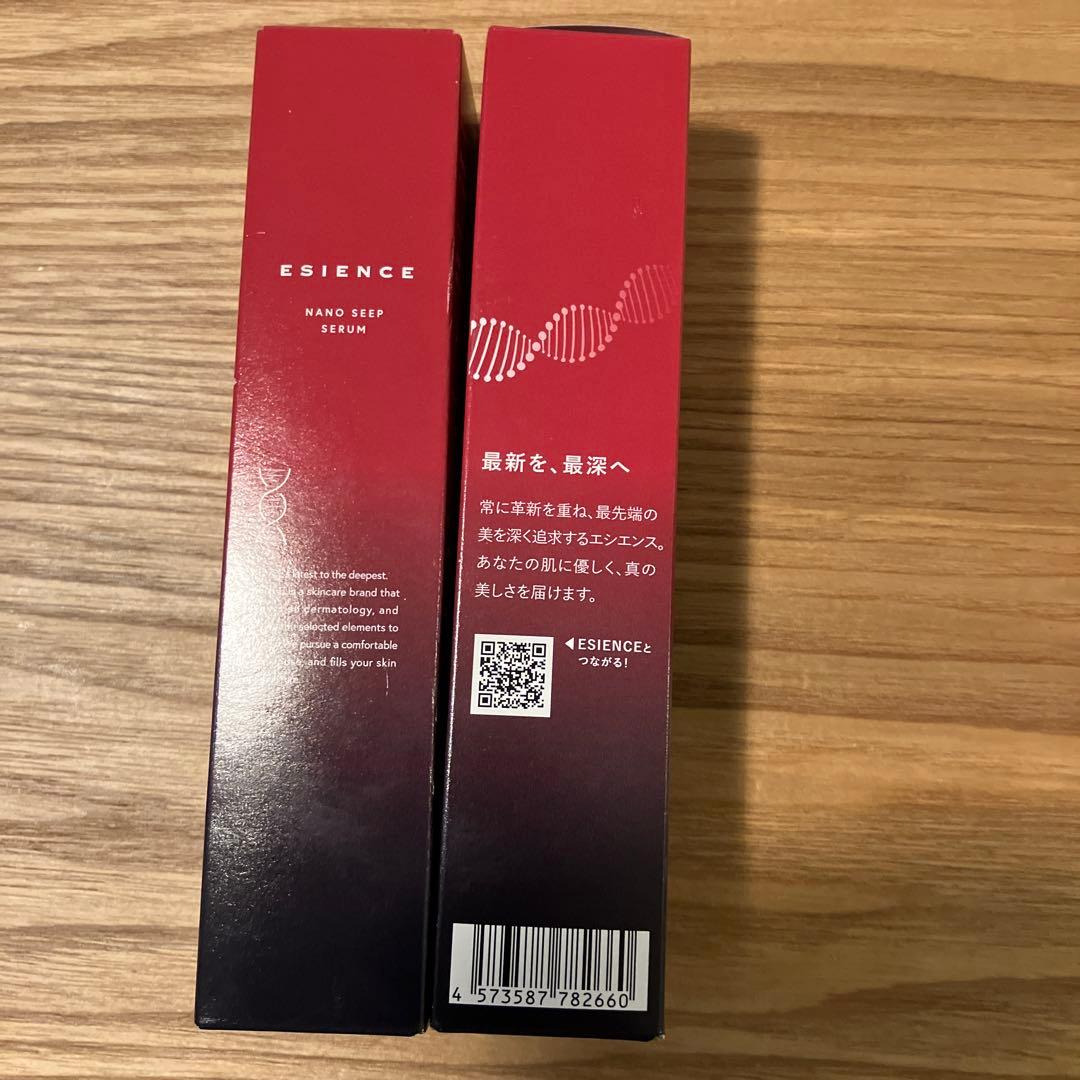 ESIENCE
NANO SEEP
SERUM
latest to the deepest.
is a skincare brand that
dermatology, and
selected elements to
pursue a comfortable
and fills your skin
最新を、最深へ
常に革新を重ね、最先端の
美を深く追求するエシエンス。
あなたの肌に優しく、真の
美しさを届けます。
◀ESIENCEと
つながる!
4 573587 782660